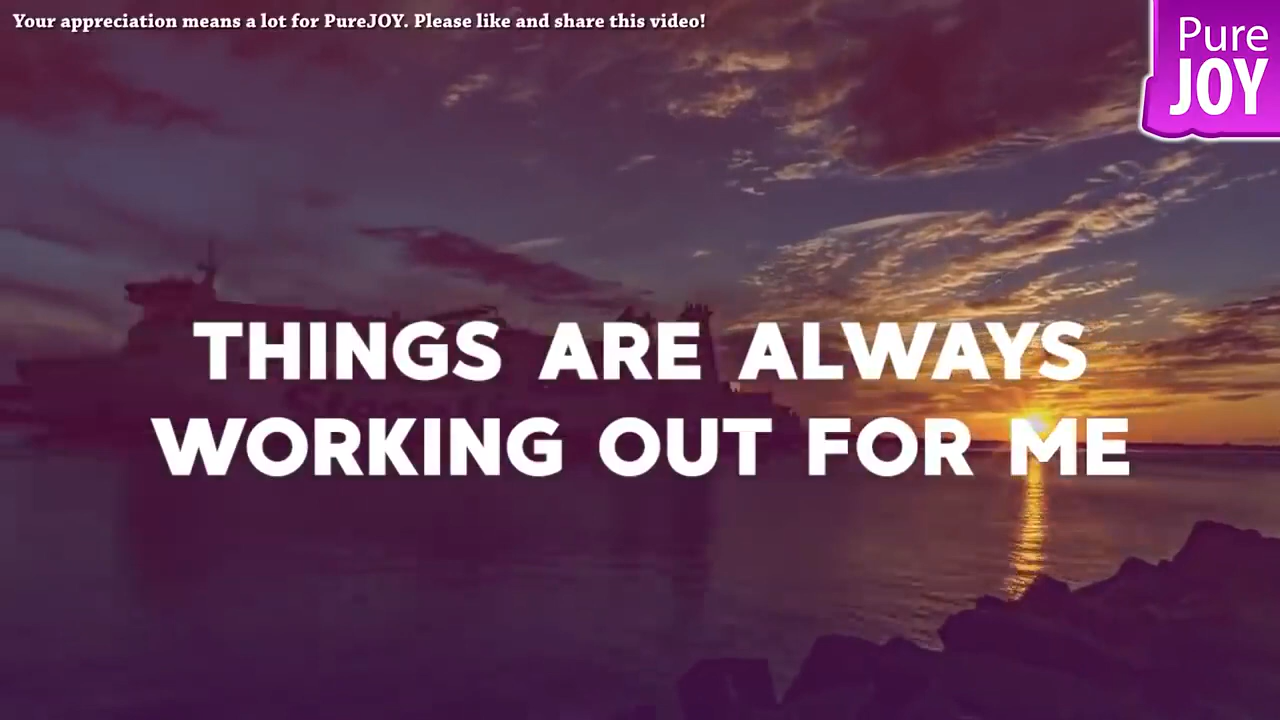 Your appreciation means a lot for PureJOY. Please like and share this video!
Pure
JOY
THINGS ARE ALWAYS
WORKING OUT FOR ME